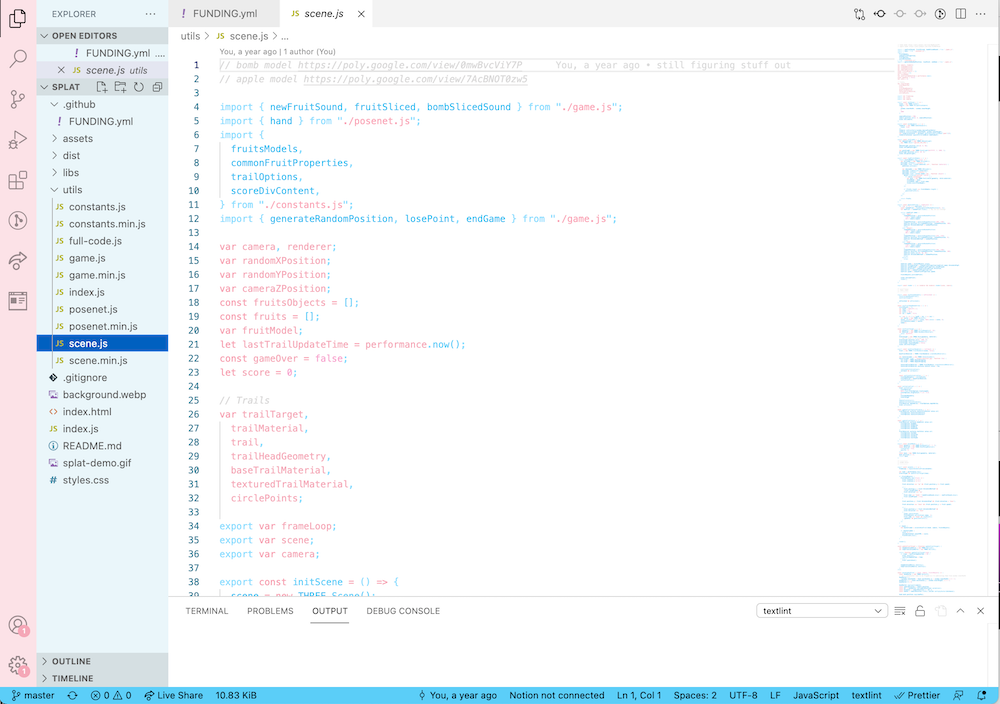 EXPLORER
OPEN EDITORS
! FUNDING.yml ....
JS scene.js utils
SPLAT
.github
! FUNDING.yml
assets
dist
libs
utils
JS constants.js
JS constants.min.js
JS full-code.js
JS game.js
JS game.min.js
JS index.js
JS posenet.js
JS posenet.min.js
JS scene.js
JS scene.min.js
.gitignore
background.webp
<> index.html
JS index.js
README.md
splat-demo.gif
# styles.css
OUTLINE
TIMELINE
1
1
! FUNDING.yml
JS scene.js
utils > JS scene.js > ...
You, a year ago | 1 author (You)
1 // bomb model https://poly.google.com/view/0mwBvcViY7P You, a year ago • still figuring stuff out
2 // apple model https://poly.google.com/view/7AcBNOT0zw5
3
4 import { newFruitSound, fruitSliced, bombSlicedSound } from "./game.js";
5 import { hand } from "./posenet.js";
6 import {
7 fruitsModels,
8 commonFruitProperties,
9 trailOptions,
10 scoreDivContent,
11 } from "./constants.js";
12 import { generateRandomPosition, losePoint, endGame } from "./game.js";
13
14 var camera, renderer;
15 var randomXPosition;
16 var randomYPosition;
17 var cameraZPosition;
18 const fruitsObjects = [];
19 const fruits = [];
20 var fruitModel;
21 let lastTrailUpdateTime = performance.now();
22 const gameOver = false;
23 let score = 0;
24
25 // Trails
26 var trailTarget,
27 trailMaterial,
28 trail,
29 trailHeadGeometry,
30 baseTrailMaterial,
31 texturedTrailMaterial,
32 circlePoints;
33
34 export var frameLoop;
35 export var scene;
36 export var camera;
37
38 export const initScene = () => {
39 scene = new THREE.Scene();
TERMINAL PROBLEMS OUTPUT DEBUG CONSOLE textlint
master 0 0 Live Share 10.83 KiB You, a year ago Notion not connected Ln 1, Col 1 Spaces: 2 UTF-8 LF JavaScript textlint Prettier